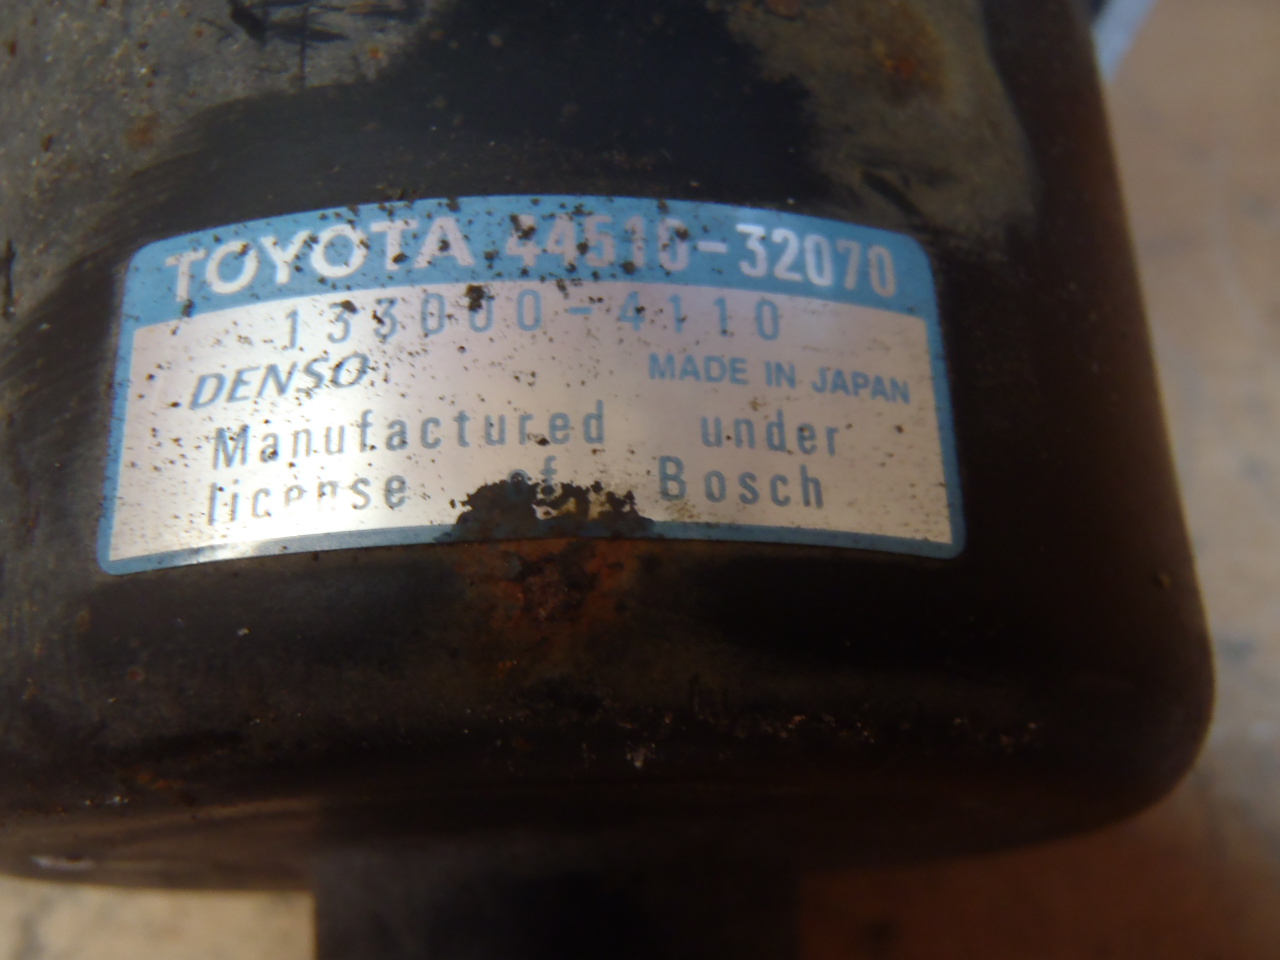 TOYOTA 44510-32070
133000-4110
DENSO MADE IN JAPAN
Manufactured under
license of Bosch